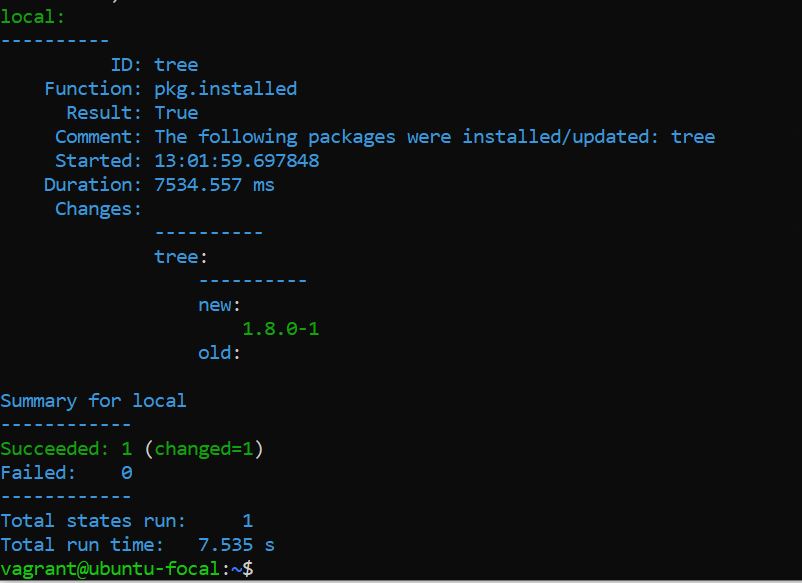 local:
----------
          ID: tree
    Function: pkg.installed
      Result: True
     Comment: The following packages were installed/updated: tree
     Started: 13:01:59.697848
    Duration: 7534.557 ms
     Changes:
              ----------
              tree:
                  ----------
                  new:
                      1.8.0-1
                  old:

Summary for local
------------
Succeeded: 1 (changed=1)
Failed:    0
------------
Total states run:     1
Total run time:   7.535 s
vagrant@ubuntu-focal:~$